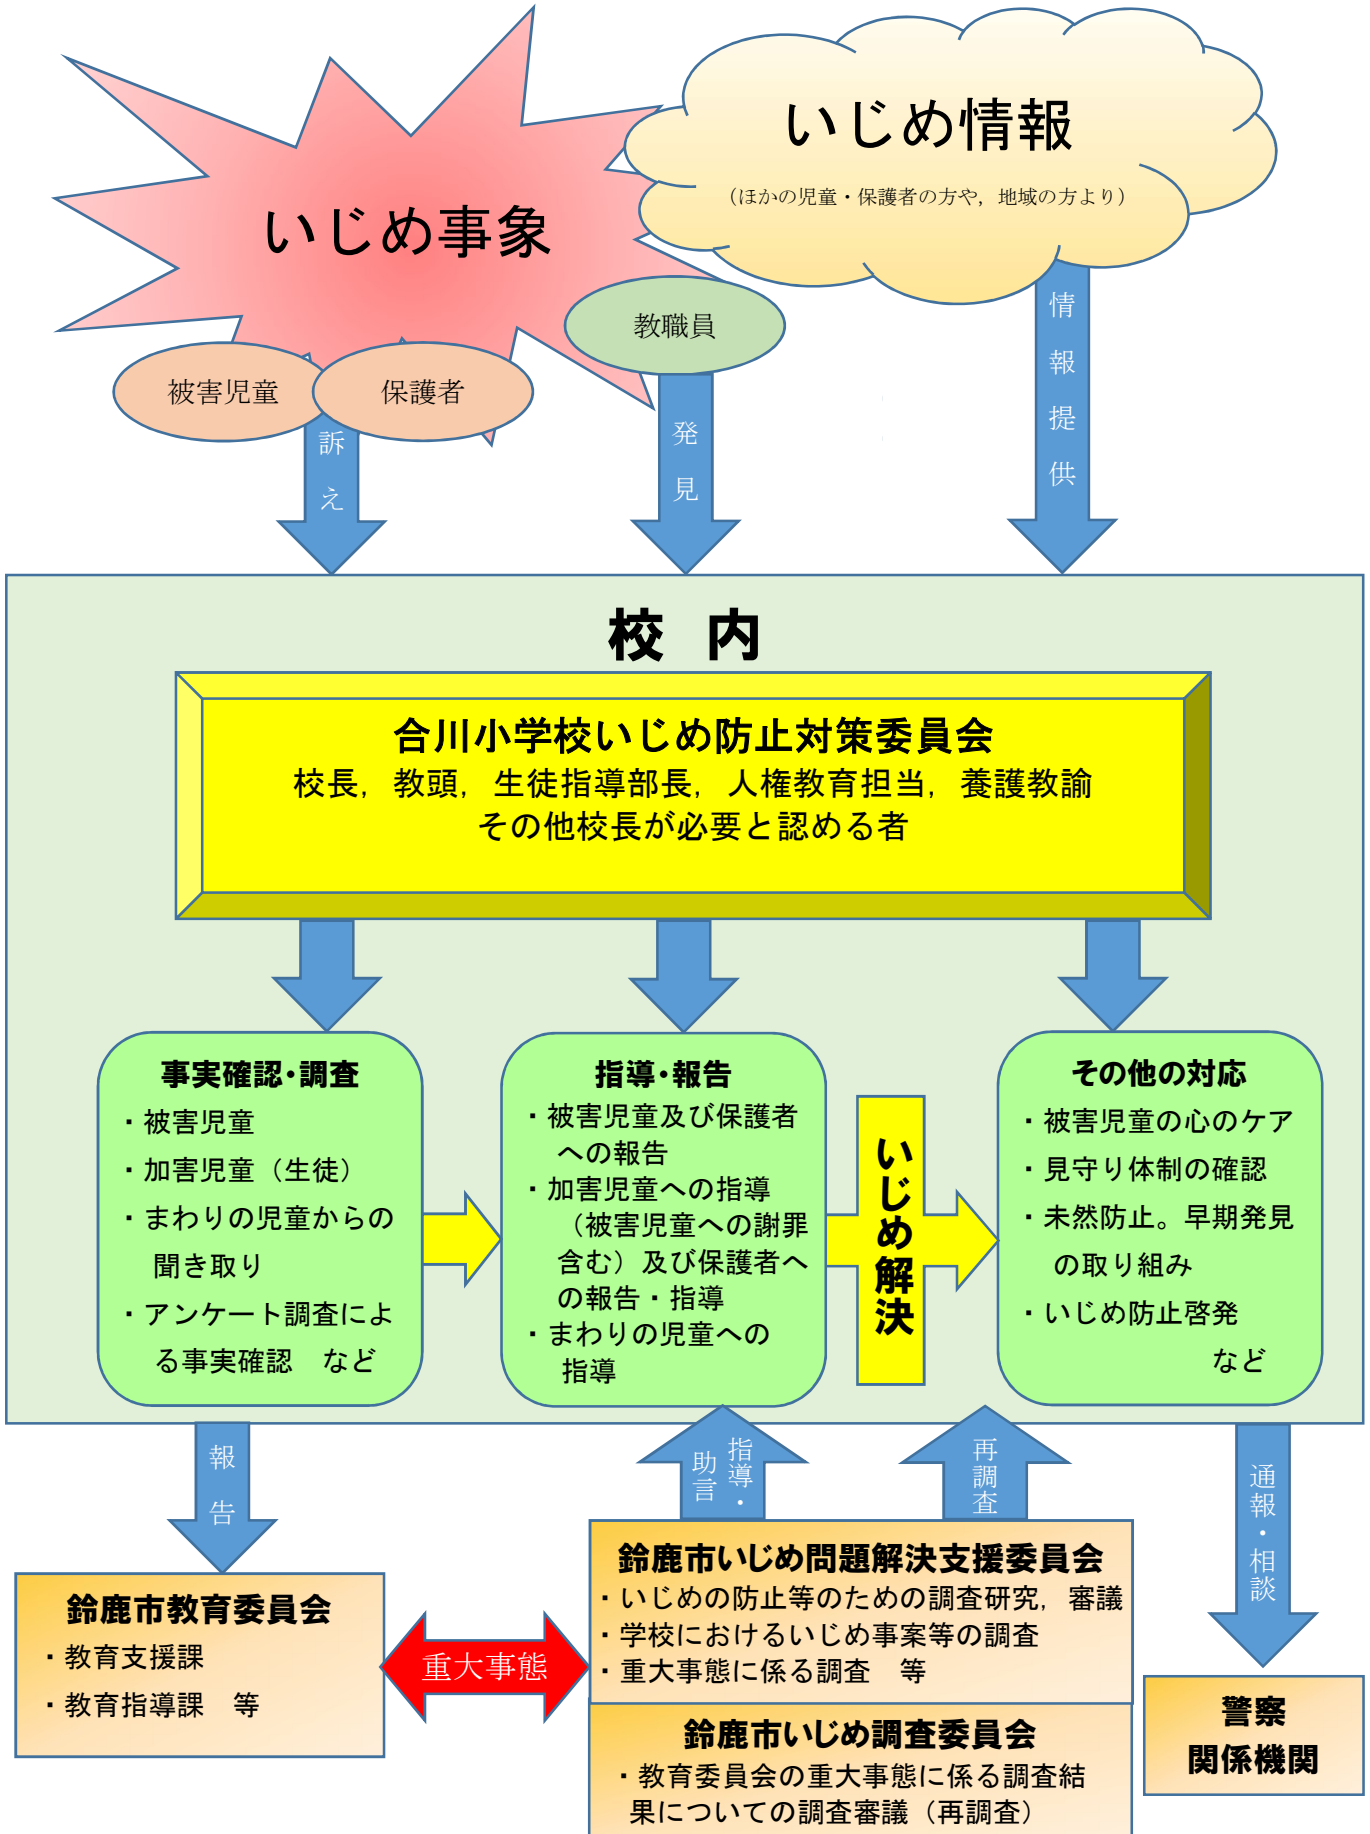 いじめ事象
いじめ情報
（ほかの児童・保護者の方や，地域の方より）
被害児童
保護者
教職員
訴え
発見
情報提供
校　内
合川小学校いじめ防止対策委員会
校長，教頭，生徒指導部長，人権教育担当，養護教諭
その他校長が必要と認める者
事実確認・調査
・被害児童
・加害児童（生徒）
・まわりの児童からの
聞き取り
・アンケート調査によ
る事実確認　など
指導・報告
・被害児童及び保護者
への報告
・加害児童への指導
（被害児童への謝罪
含む）及び保護者へ
の報告・指導
・まわりの児童への
指導
いじめ解決
その他の対応
・被害児童の心のケア
・見守り体制の確認
・未然防止。早期発見
の取り組み
・いじめ防止啓発
など
報告
指導・
助言
再調査
通報・相談
鈴鹿市教育委員会
・教育支援課
・教育指導課　等
重大事態
鈴鹿市いじめ問題解決支援委員会
・いじめの防止等のための調査研究，審議
・学校におけるいじめ事案等の調査
・重大事態に係る調査　等
鈴鹿市いじめ調査委員会
・教育委員会の重大事態に係る調査結
果についての調査審議（再調査）
警察
関係機関